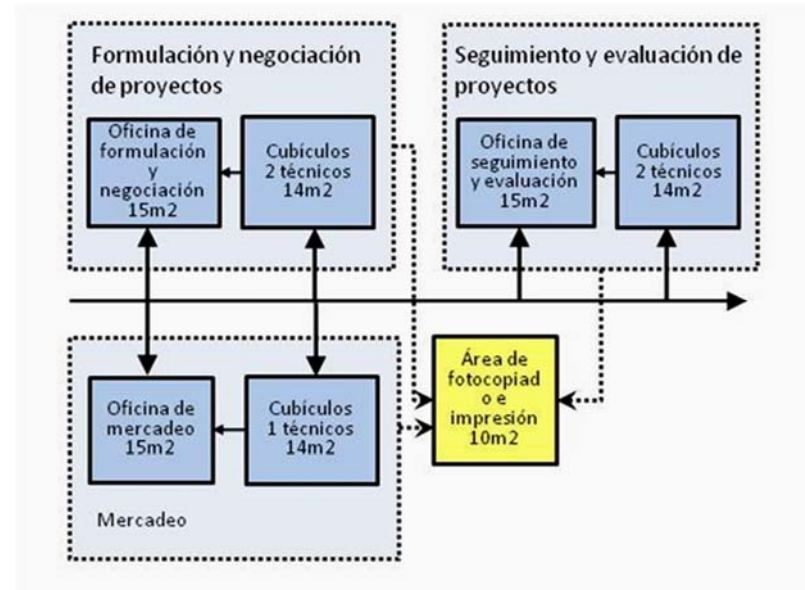 Formulación y negociación
de proyectos
Oficina de
formulación
y
negociación
15m2
Cubículos
2 técnicos
14m2
Seguimiento y evaluación de
proyectos
Oficina de
seguimiento
y evaluación
15m2
Cubículos
2 técnicos
14m2
Oficina de
mercadeo
15m2
Cubículos
1 técnicos
14m2
Mercadeo
Área de
fotocopiad
o e
impresión
10m2